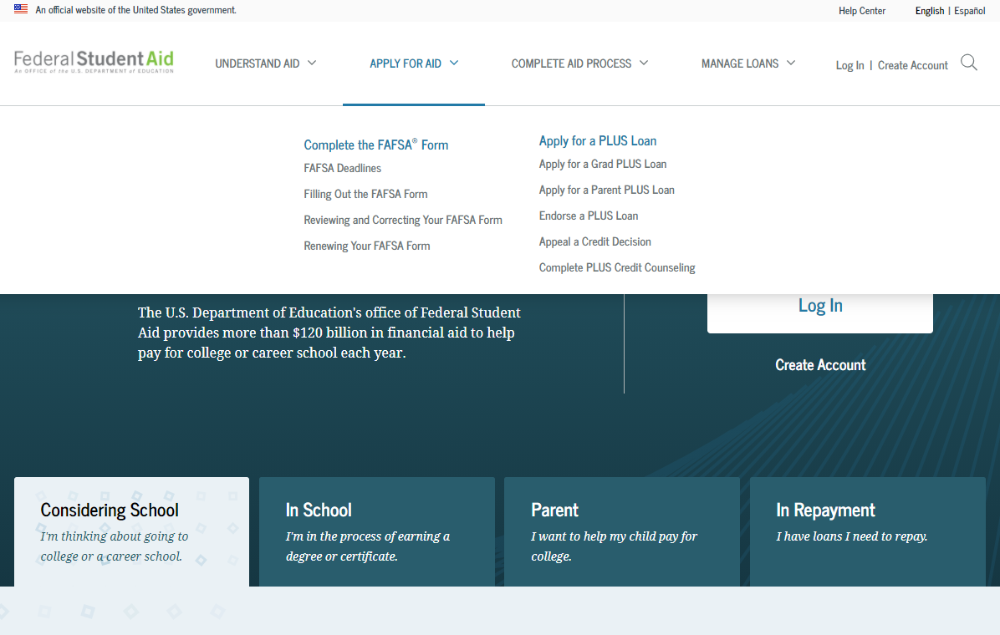 An official website of the United States government.
Help Center
English | Español
Federal Student Aid
An OFFICE of the U.S. DEPARTMENT of EDUCATION
UNDERSTAND AID
APPLY FOR AID
COMPLETE AID PROCESS
MANAGE LOANS
Log In | Create Account
Complete the FAFSA® Form
FAFSA Deadlines
Filling Out the FAFSA Form
Reviewing and Correcting Your FAFSA Form
Renewing Your FAFSA Form
Apply for a PLUS Loan
Apply for a Grad PLUS Loan
Apply for a Parent PLUS Loan
Endorse a PLUS Loan
Appeal a Credit Decision
Complete PLUS Credit Counseling
The U.S. Department of Education's office of Federal Student
Aid provides more than $120 billion in financial aid to help
pay for college or career school each year.
Log In
Create Account
Considering School
I'm thinking about going to
college or a career school.
In School
I'm in the process of earning a
degree or certificate.
Parent
I want to help my child pay for
college.
In Repayment
I have loans I need to repay.